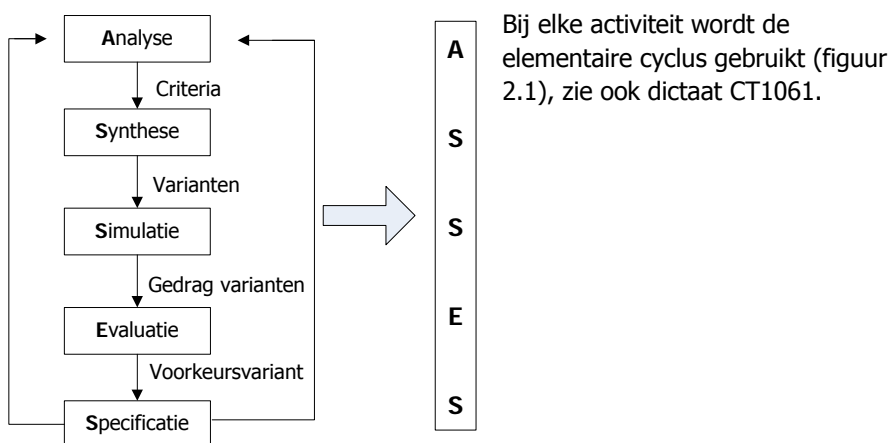 Analyse
Criteria
Synthese
Varianten
Simulatie
Gedrag varianten
Evaluatie
Voorkeursvariant
Specificatie
A
S
S
E
S
Bij elke activiteit wordt de
elementaire cyclus gebruikt (figuur
2.1), zie ook dictaat CT1061.